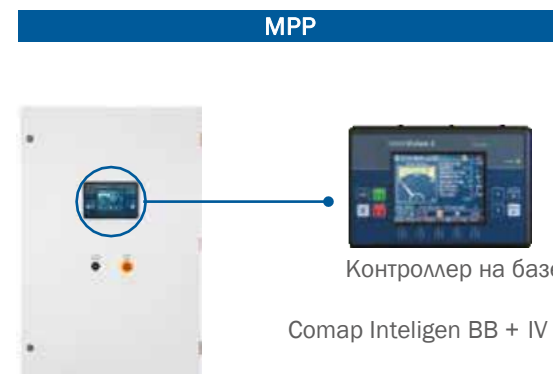 MPP
Контроллер на базе
Comap Inteligen BB + IV